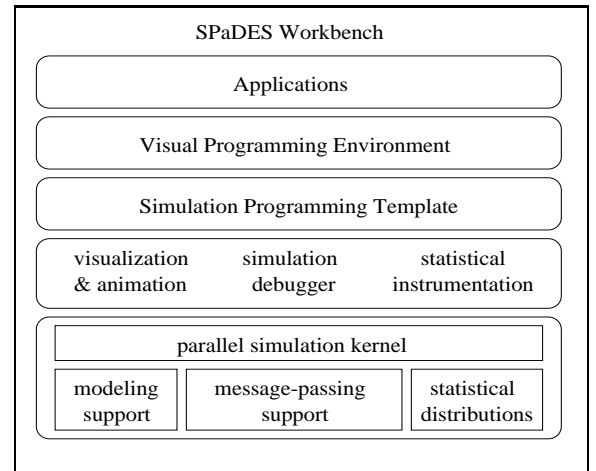 SPaDES Workbench
Applications
Visual Programming Environment
Simulation Programming Template
visualization & animation
simulation debugger
statistical instrumentation
parallel simulation kernel
modeling support
message-passing support
statistical distributions